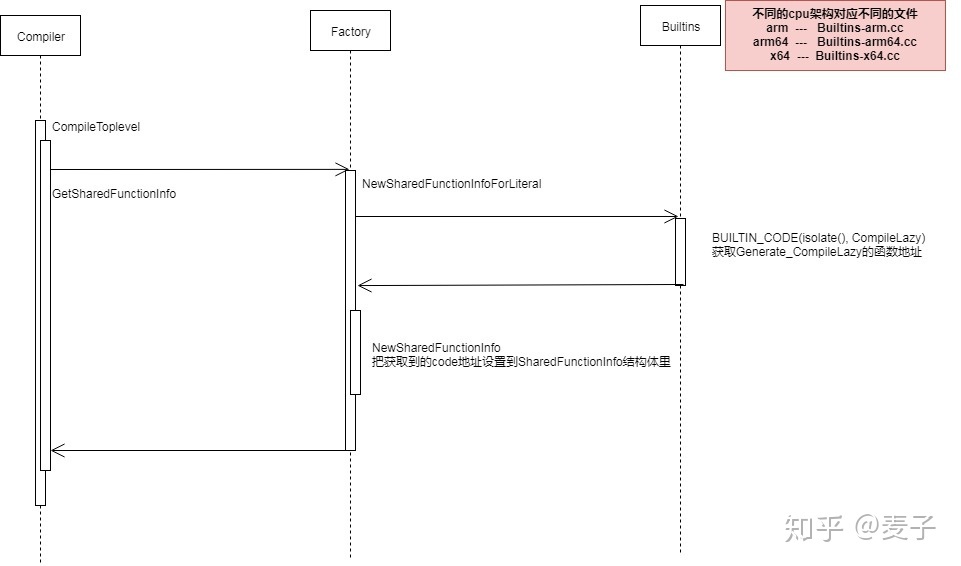 Compiler
Factory
Builtins
不同的cpu架构对应不同的文件
arm --- Builtins-arm.cc
arm64 --- Builtins-arm64.cc
x64 --- Builtins-x64.cc
CompileToplevel
GetSharedFunctionInfo
NewSharedFunctionInfoForLiteral
BUILTIN_CODE(isolate(), CompileLazy)
获取Generate_CompileLazy的函数地址
NewSharedFunctionInfo
把获取到的code地址设置到SharedFunctionInfo结构体里
知乎 @麦子